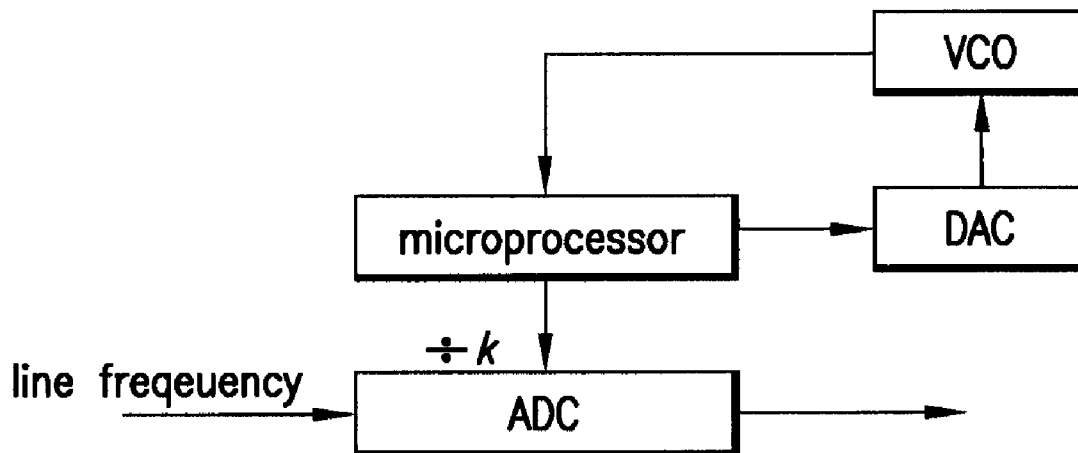 VCO
microprocessor
DAC
÷ k
line freqeuency
ADC